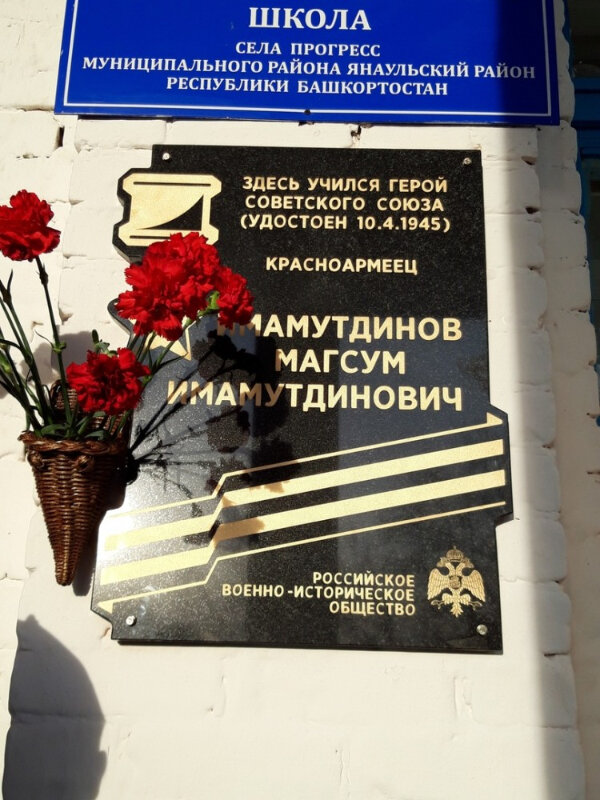 ШКОЛА
СЕЛА ПРОГРЕСС
МУНИЦИПАЛЬНОГО РАЙОНА ЯНАУЛЬСКИЙ РАЙОН
РЕСПУБЛИКИ БАШКОРТОСТАН
ЗДЕСЬ УЧИЛСЯ ГЕРОЙ
СОВЕТСКОГО СОЮЗА
(УДОСТОЕН 10.4.1945)
КРАСНОАРМЕЕЦ
ИМАМУТДИНОВ
МАГСУМ
ИМАМУТДИНОВИЧ
РОССИЙСКОЕ
ВОЕННО-ИСТОРИЧЕСКОЕ
ОБЩЕСТВО